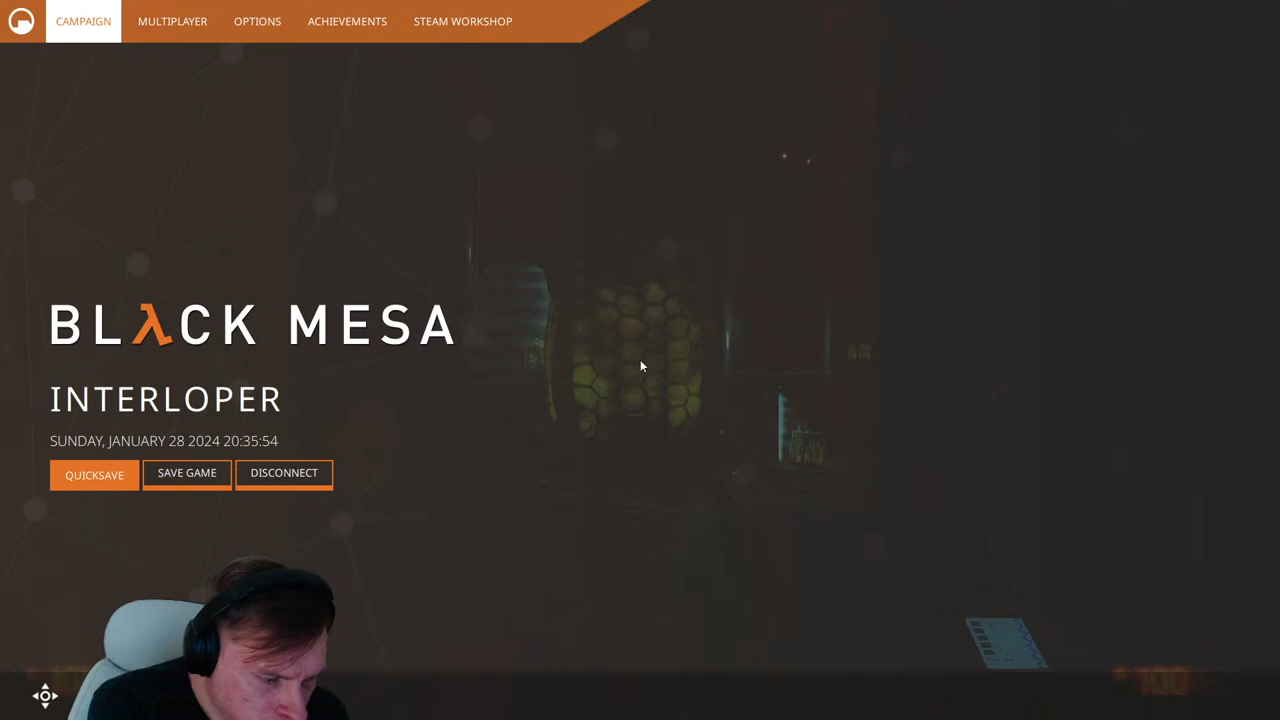 CAMPAIGN MULTIPLAYER OPTIONS ACHIEVEMENTS STEAM WORKSHOP
BLλCK MESA
INTERLOPER
SUNDAY, JANUARY 28 2024 20:35:54
QUICKSAVE SAVE GAME DISCONNECT
100